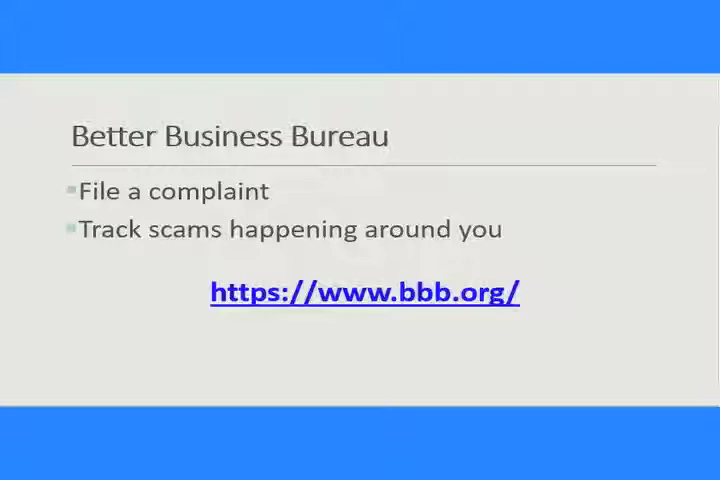 Better Business Bureau
▪File a complaint
▪Track scams happening around you
https://www.bbb.org/